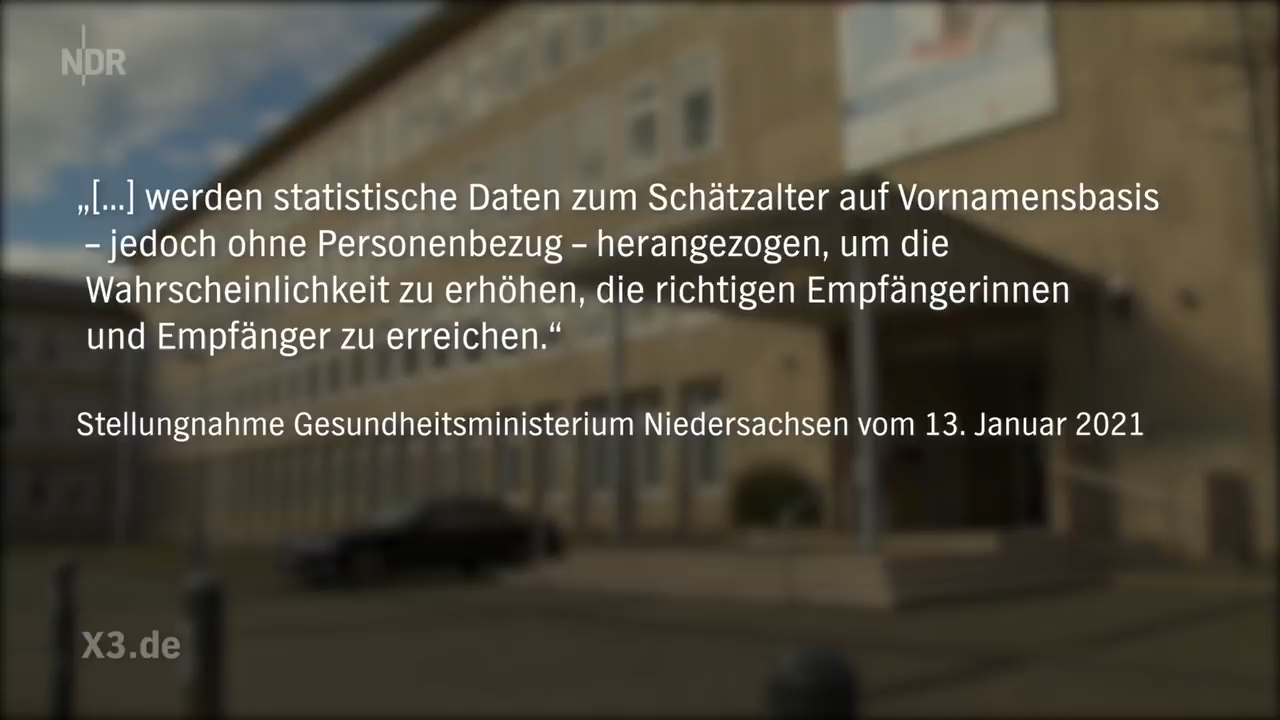 NDR
„[...] werden statistische Daten zum Schätzalter auf Vornamensbasis
– jedoch ohne Personenbezug – herangezogen, um die
Wahrscheinlichkeit zu erhöhen, die richtigen Empfängerinnen
und Empfänger zu erreichen.“
Stellungnahme Gesundheitsministerium Niedersachsen vom 13. Januar 2021
X3.de